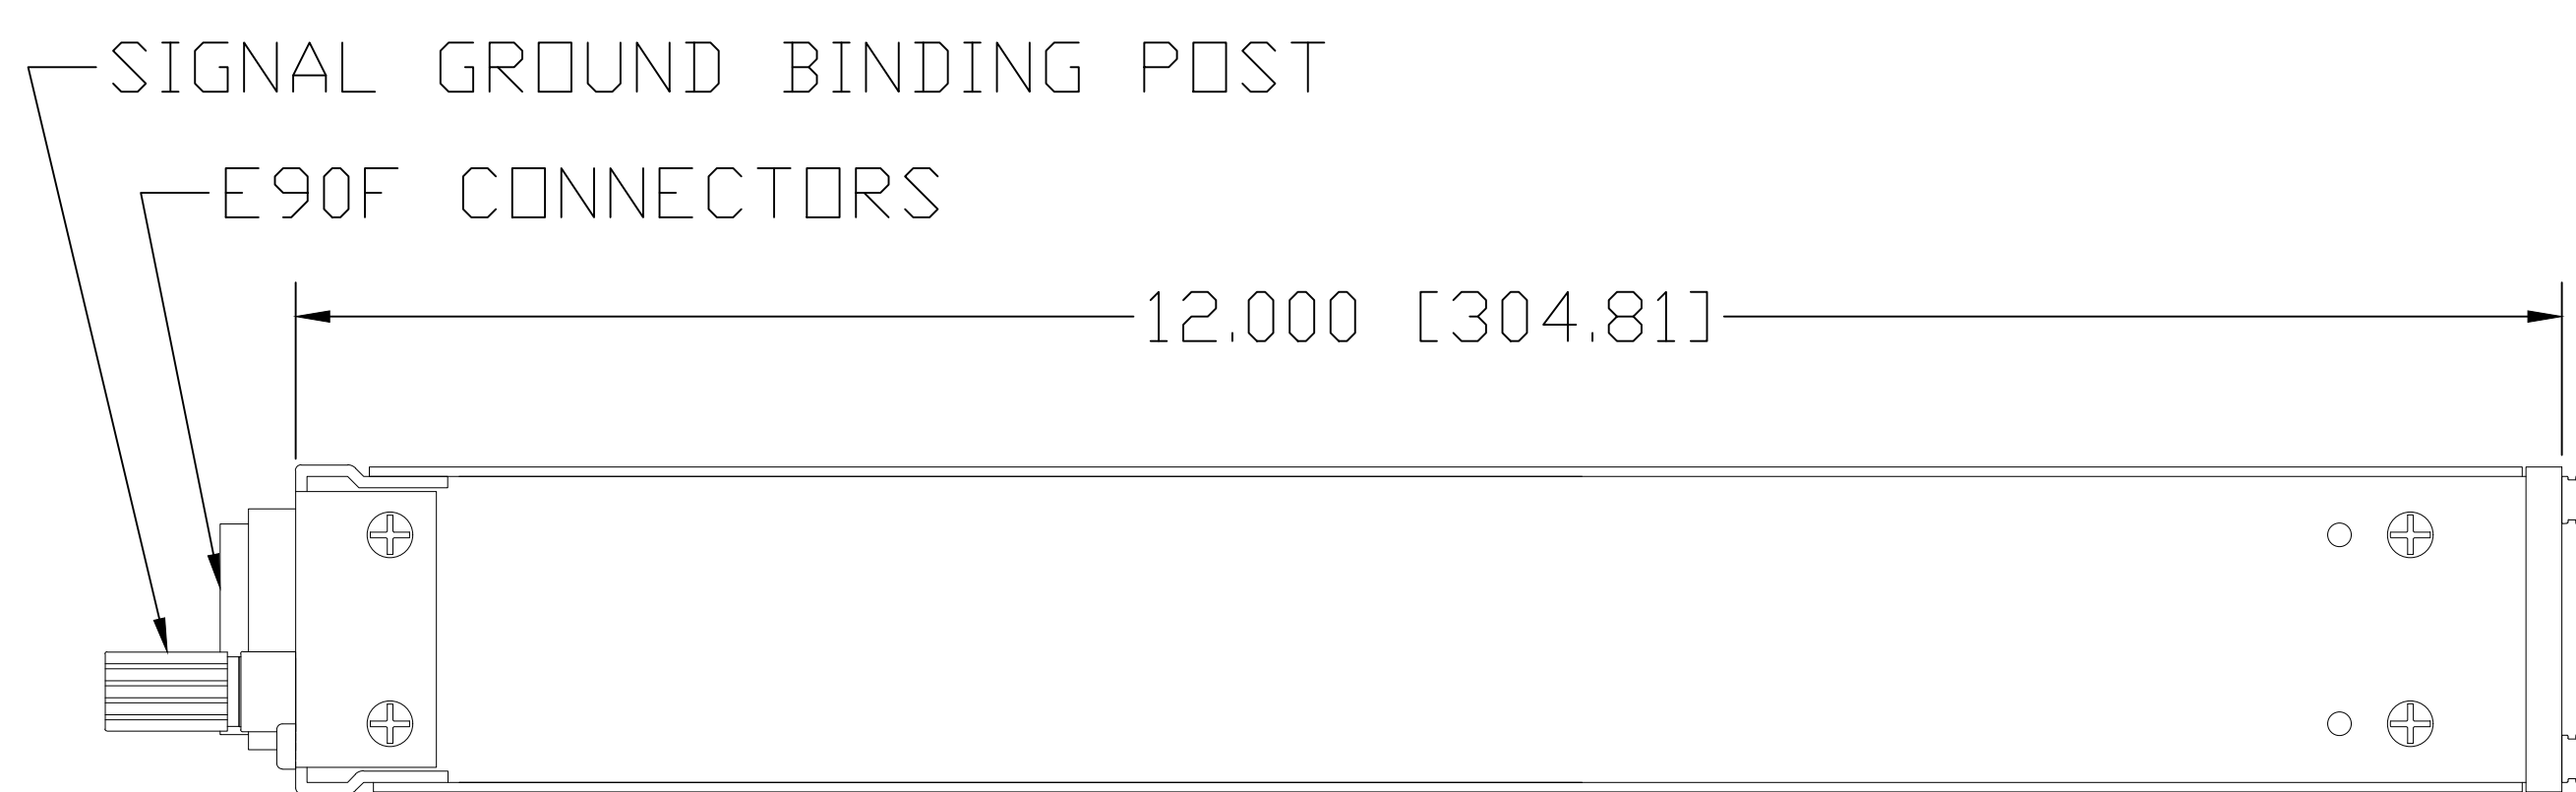 SIGNAL GROUND BINDING POST
E90F CONNECTORS
12.000 [304.81]